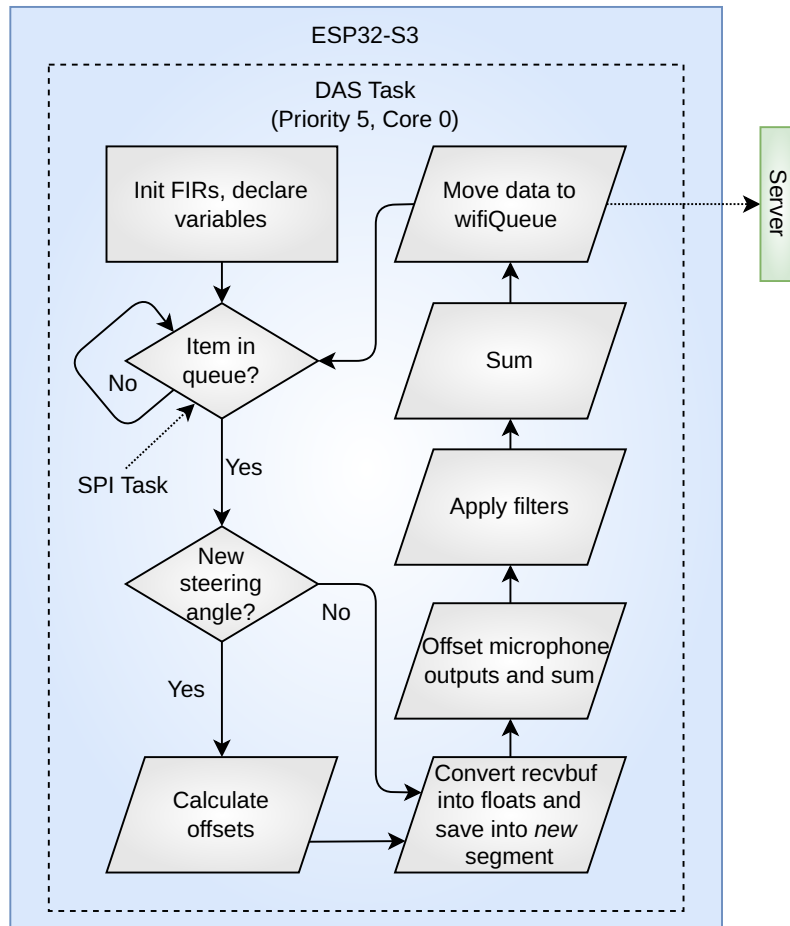 ESP32-S3
DAS Task
(Priority 5, Core 0)
Init FIRs, declare
variables
Move data to
wifiQueue
Server
Item in
queue?
No
Sum
SPI Task
Yes
Apply filters
New
steering
angle?
No
Offset microphone
outputs and sum
Yes
Calculate
offsets
Convert recvbuf
into floats and
save into new
segment